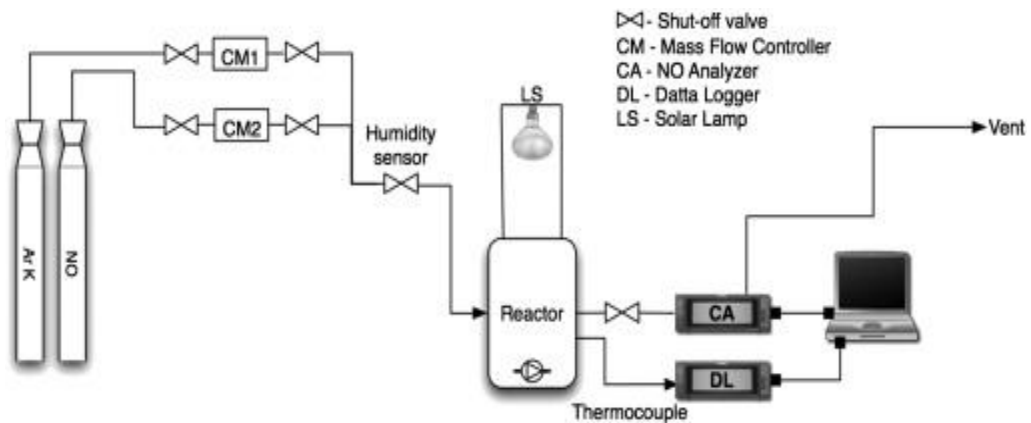 - Shut-off valve
CM - Mass Flow Controller
CA - NO Analyzer
DL - Datta Logger
LS - Solar Lamp
CM1
CM2
LS
Humidity
sensor
Vent
Ar K
NO
Reactor
CA
DL
Thermocouple